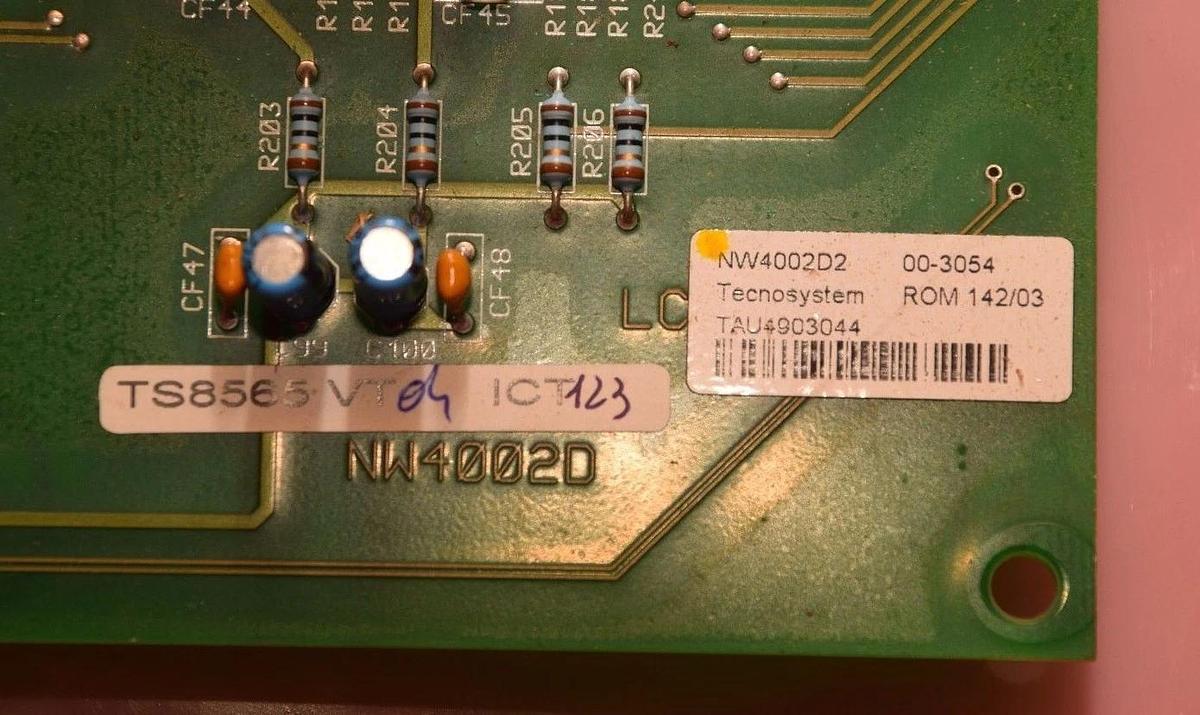 CF44
CF45
R203
R204
R205
R206
CF47
CF48
C100
LC
NW4002D2 00-3054
Tecnosystem ROM 142/03
TAU4903044
TS8565 VT04 ICT123
NW4002D